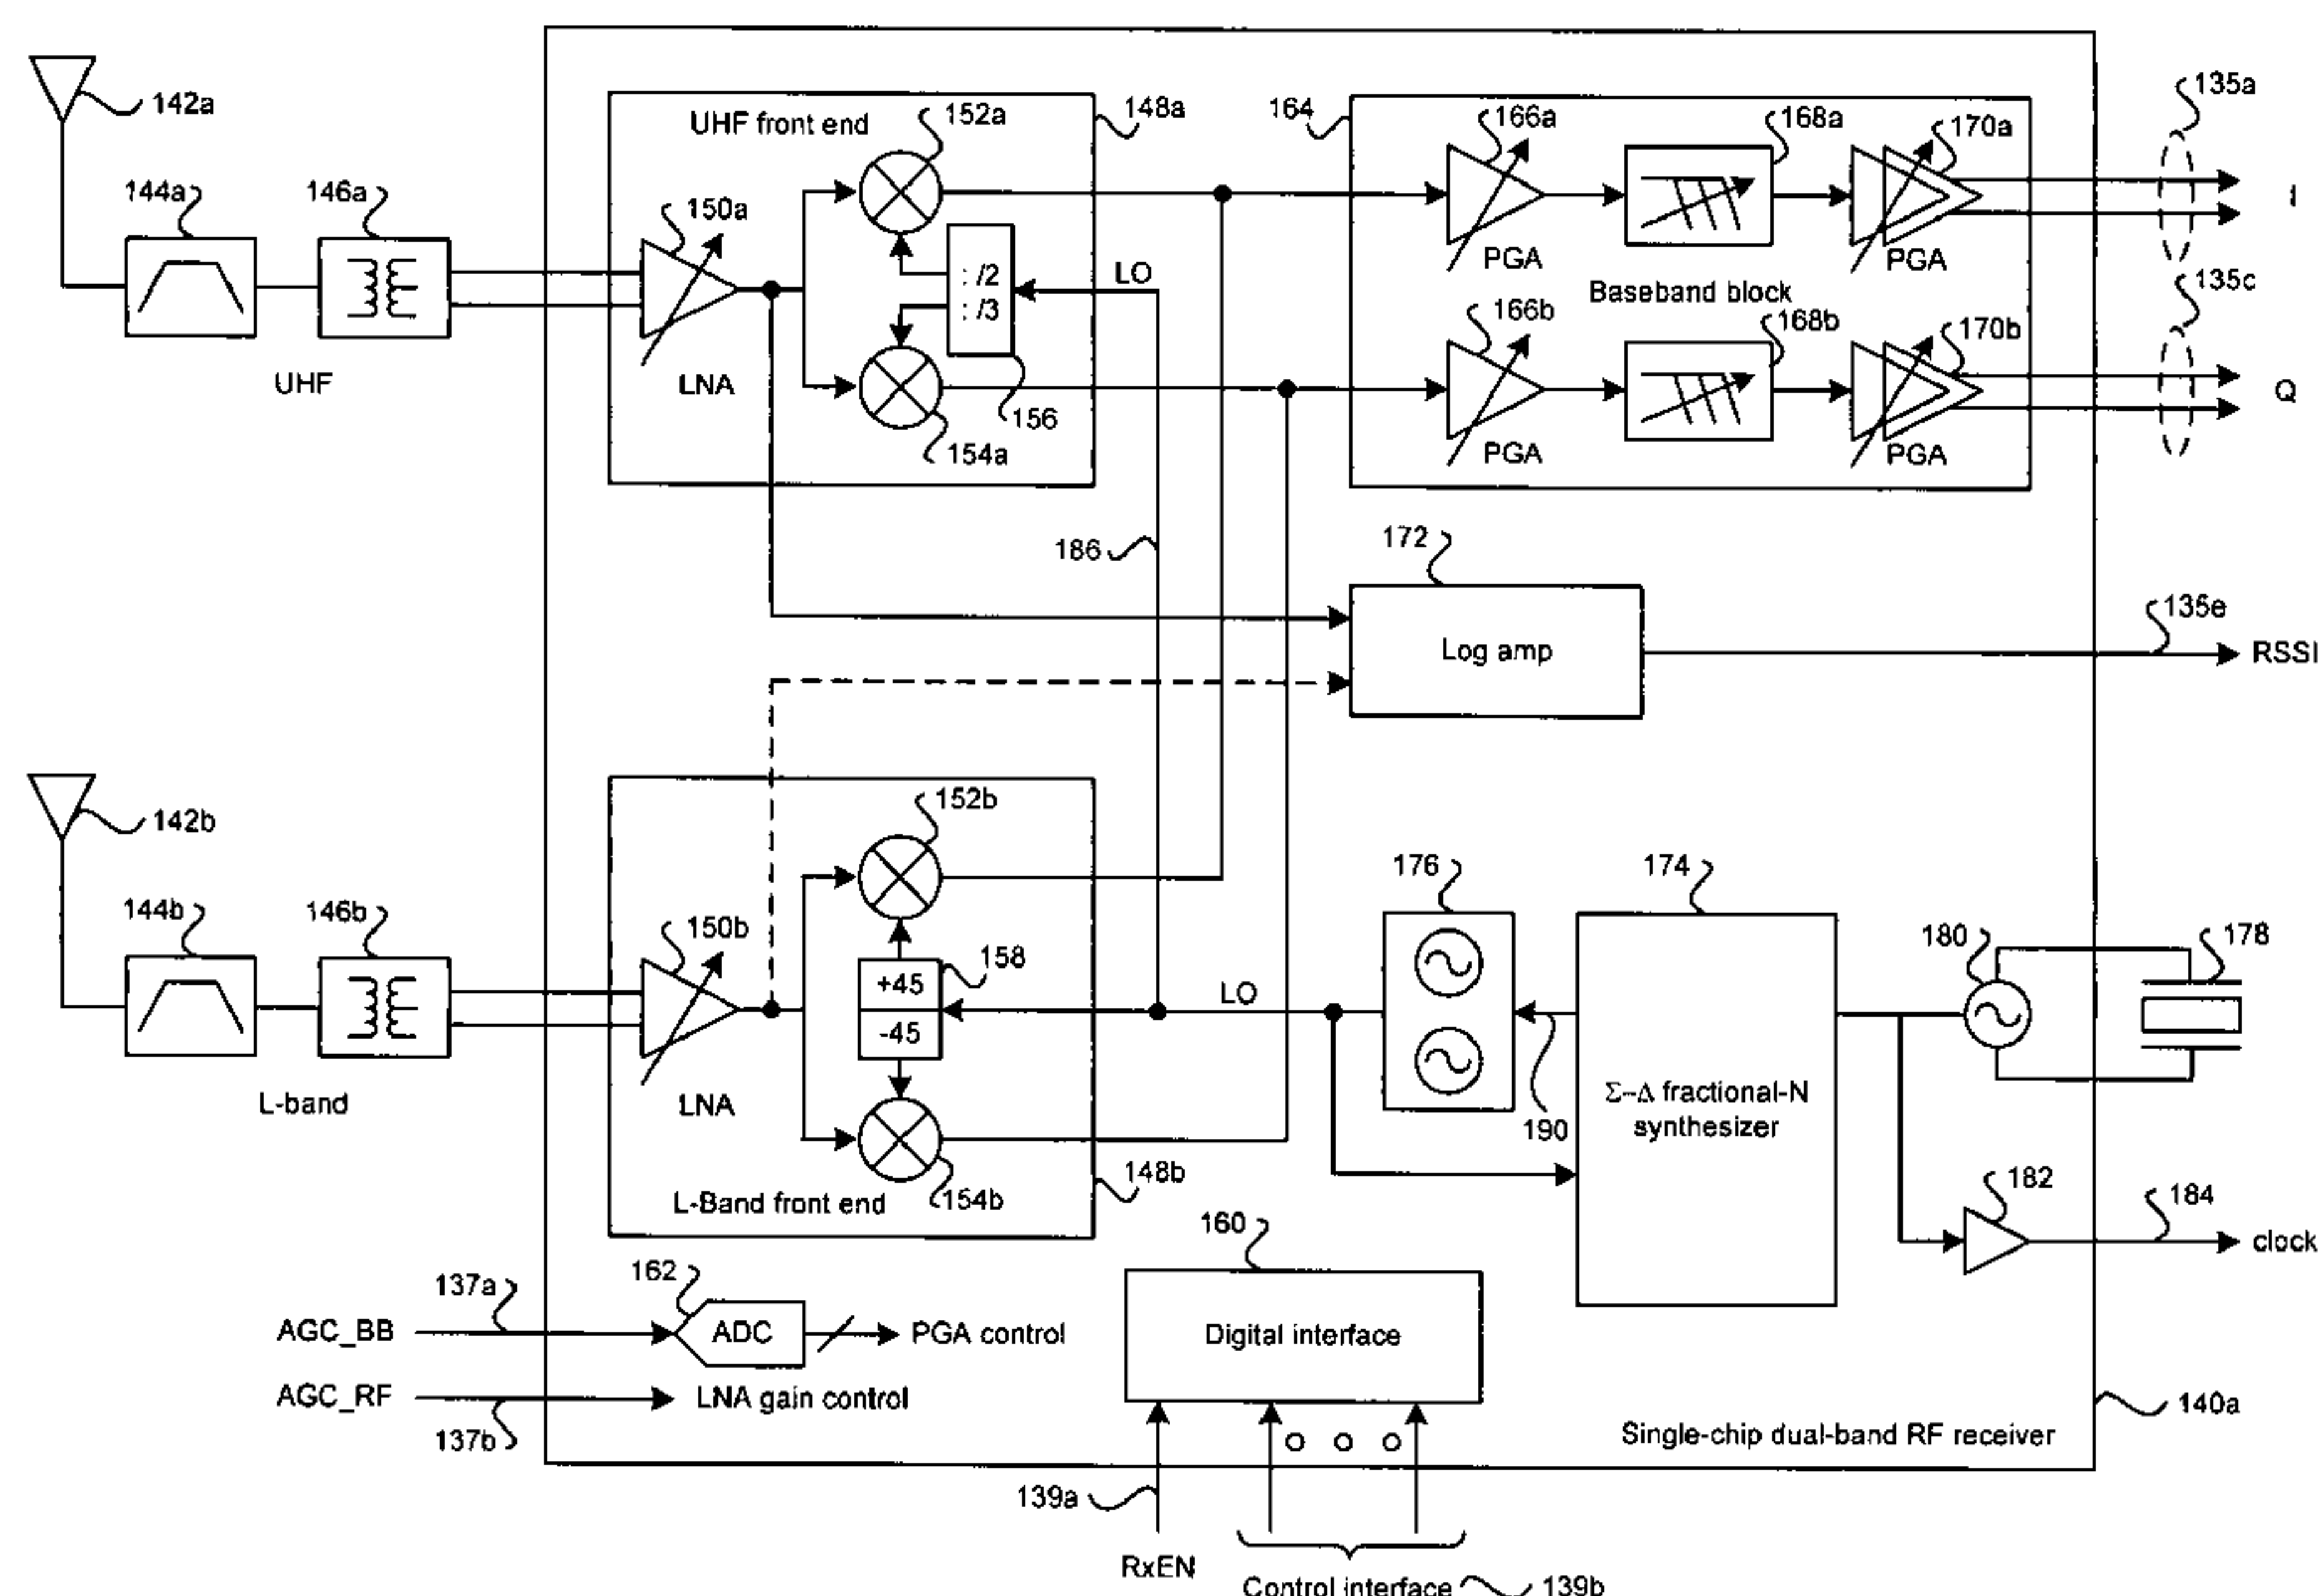 142a
144a
146a
UHF
UHF front end
148a
150a
LNA
152a
: /2
: /3
LO
156
154a
164
166a
PGA
168a
170a
PGA
Baseband block
166b
PGA
168b
170b
PGA
135a
I
135c
Q
186
172
Log amp
135e
RSSI
142b
144b
146b
L-band
150b
LNA
152b
+45
-45
158
154b
L-Band front end
148b
LO
176
190
174
Σ–Δ fractional-N
synthesizer
180
178
182
184
clock
137a
AGC_BB
162
ADC
PGA control
AGC_RF
LNA gain control
137b
160
Digital interface
140a
Single-chip dual-band RF receiver
139a
RxEN
Control interface
139b